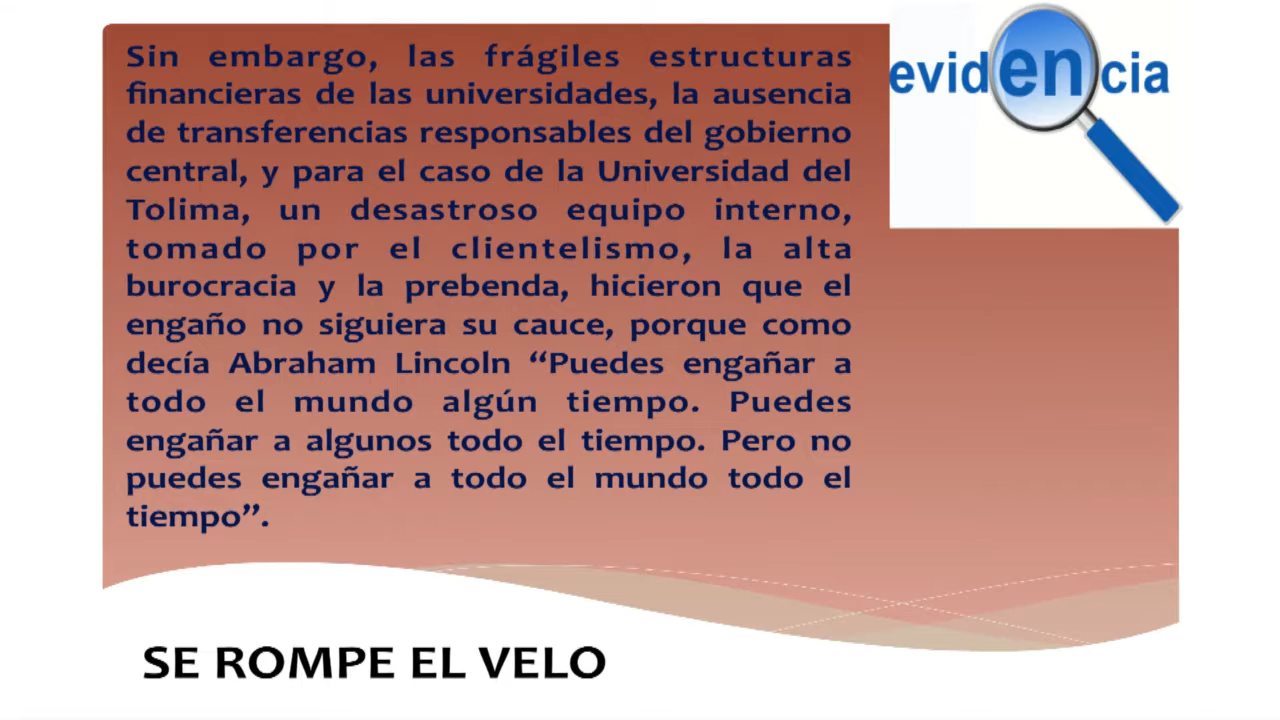 Sin embargo, las frágiles estructuras
financieras de las universidades, la ausencia
de transferencias responsables del gobierno
central, y para el caso de la Universidad del
Tolima, un desastroso equipo interno,
tomado por el clientelismo, la alta
burocracia y la prebenda, hicieron que el
engaño no siguiera su cauce, porque como
decía Abraham Lincoln “Puedes engañar a
todo el mundo algún tiempo. Puedes
engañar a algunos todo el tiempo. Pero no
puedes engañar a todo el mundo todo el
tiempo”.
evidencia
SE ROMPE EL VELO